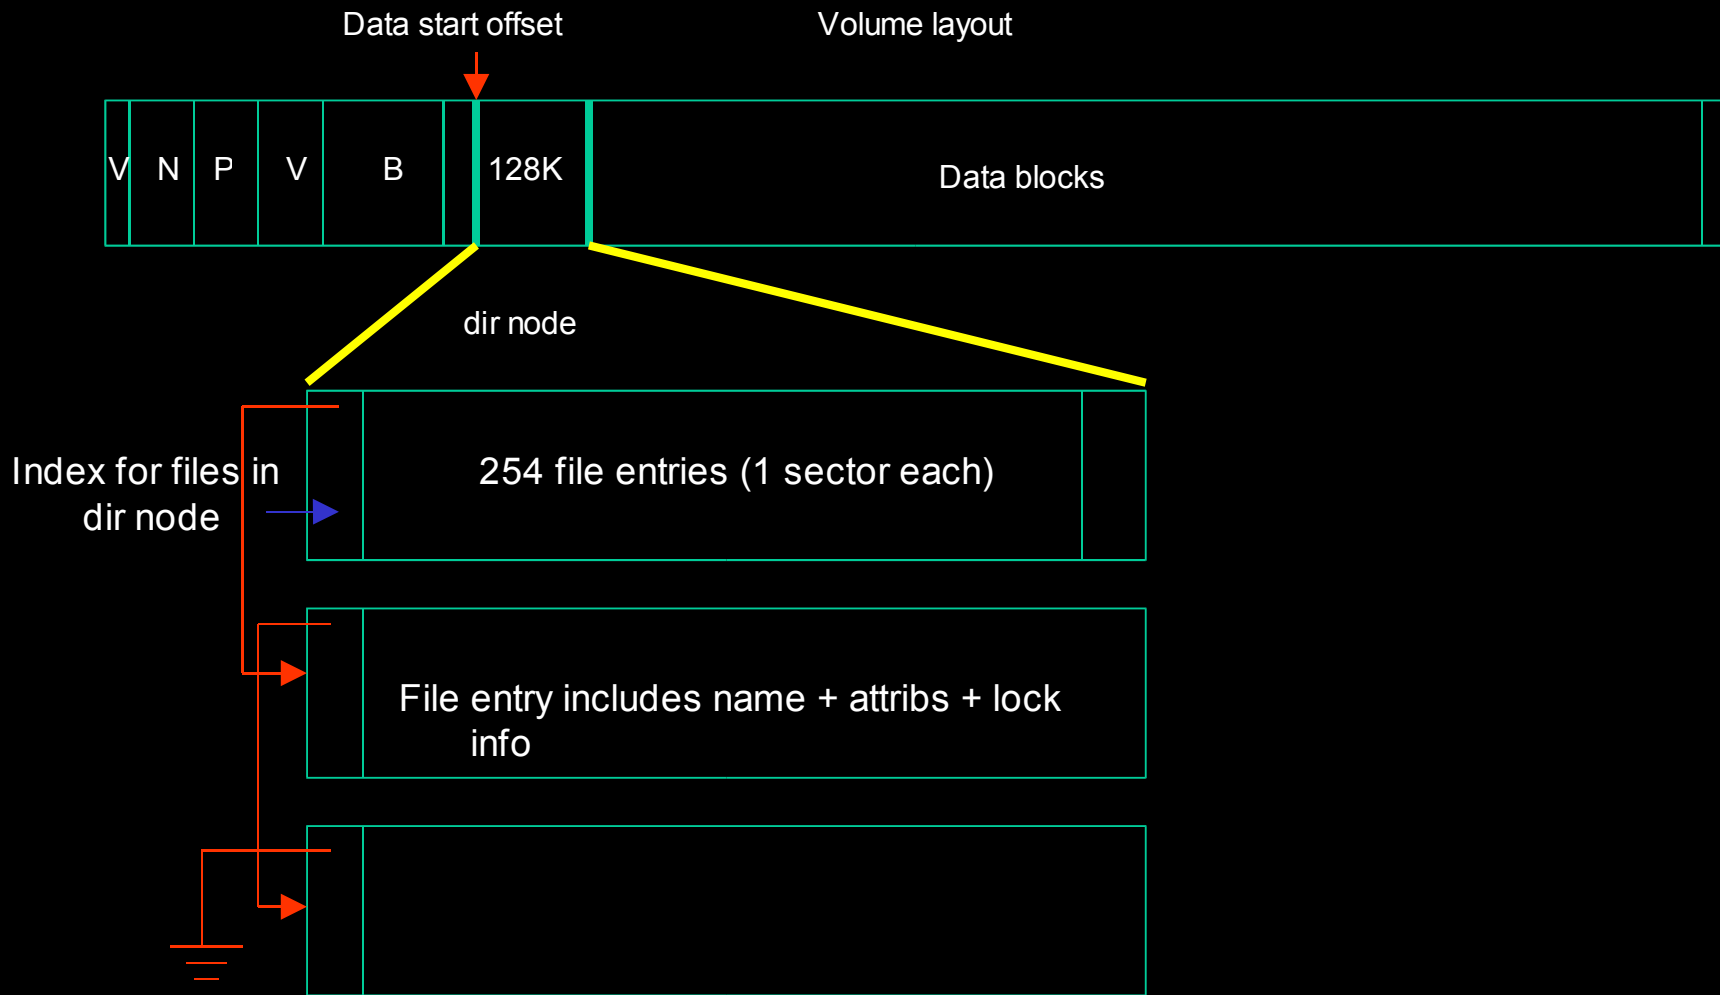 Data start offset
Volume layout
V N P V B 128K
Data blocks
dir node
Index for files in
dir node
254 file entries (1 sector each)
File entry includes name + attribs + lock
info